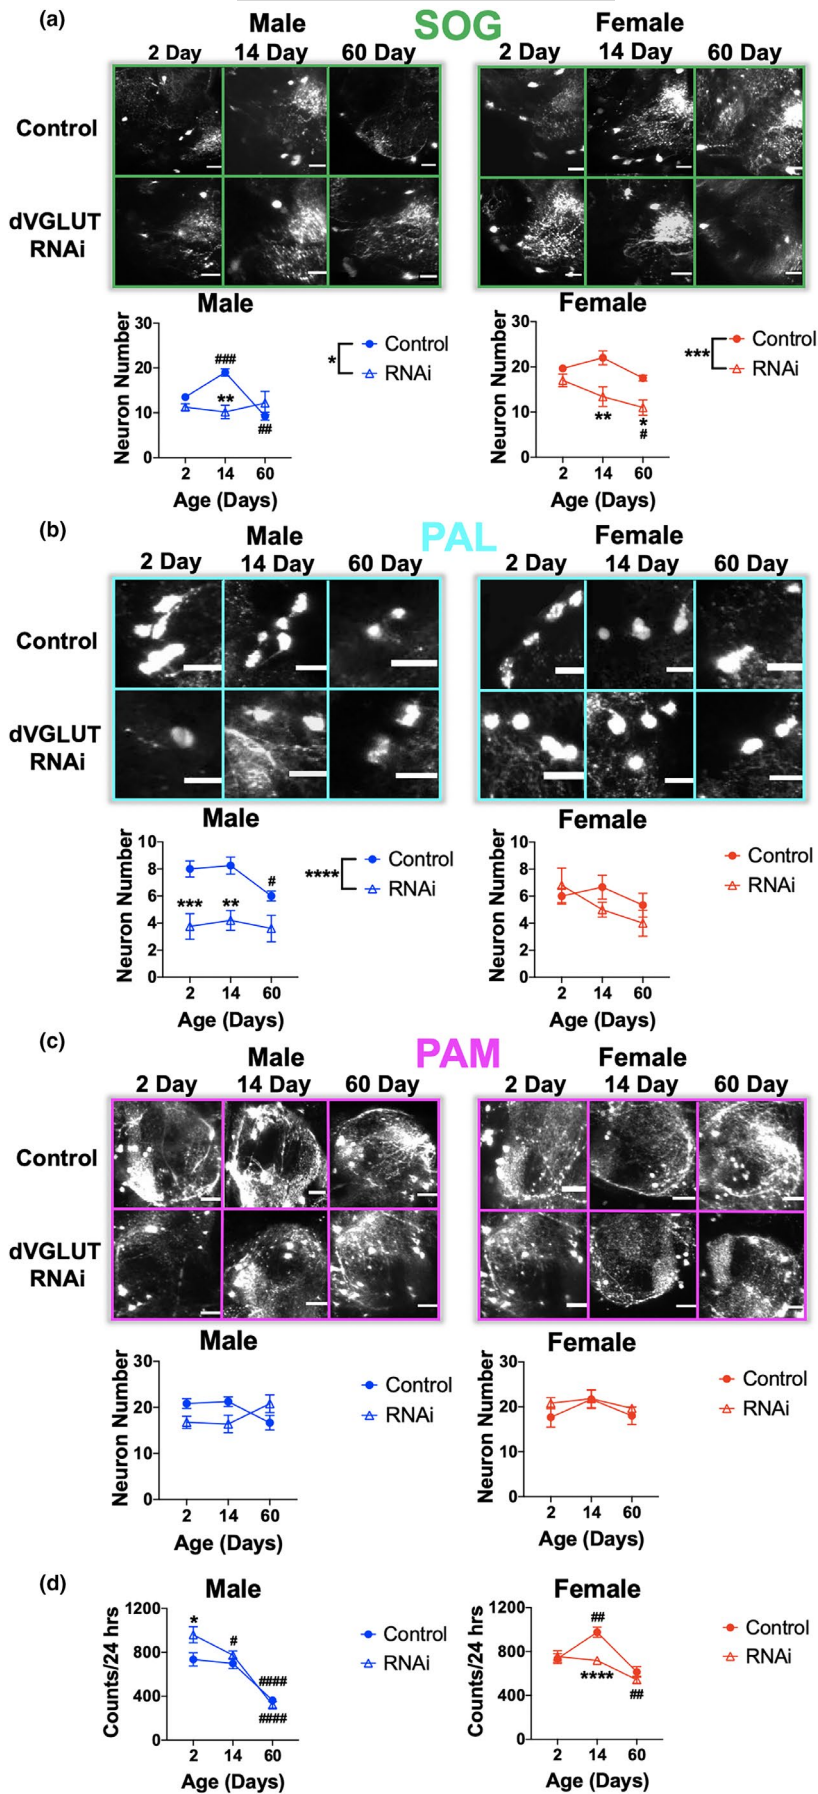 (a)
Male SOG Female
2 Day 14 Day 60 Day 2 Day 14 Day 60 Day
Control
dVGLUT
RNAi
Male Female
Neuron Number
30
20
10
0
###
**
##
2 14 60
Age (Days)
* Control
RNAi
Neuron Number
30
20
10
0
**
*
#
2 14 60
Age (Days)
*** Control
RNAi
(b)
Male PAL Female
2 Day 14 Day 60 Day 2 Day 14 Day 60 Day
Control
dVGLUT
RNAi
Male Female
Neuron Number
10
8
6
4
2
0
#
*** **
2 14 60
Age (Days)
**** Control
RNAi
Neuron Number
10
8
6
4
2
0
2 14 60
Age (Days)
Control
RNAi
(c)
Male PAM Female
2 Day 14 Day 60 Day 2 Day 14 Day 60 Day
Control
dVGLUT
RNAi
Male Female
Neuron Number
30
20
10
0
2 14 60
Age (Days)
Control
RNAi
Neuron Number
30
20
10
0
2 14 60
Age (Days)
Control
RNAi
(d)
Male Female
Counts/24 hrs
1200
800
400
0
*
#
####
####
2 14 60
Age (Days)
Control
RNAi
Counts/24 hrs
1200
800
400
0
##
****
##
2 14 60
Age (Days)
Control
RNAi